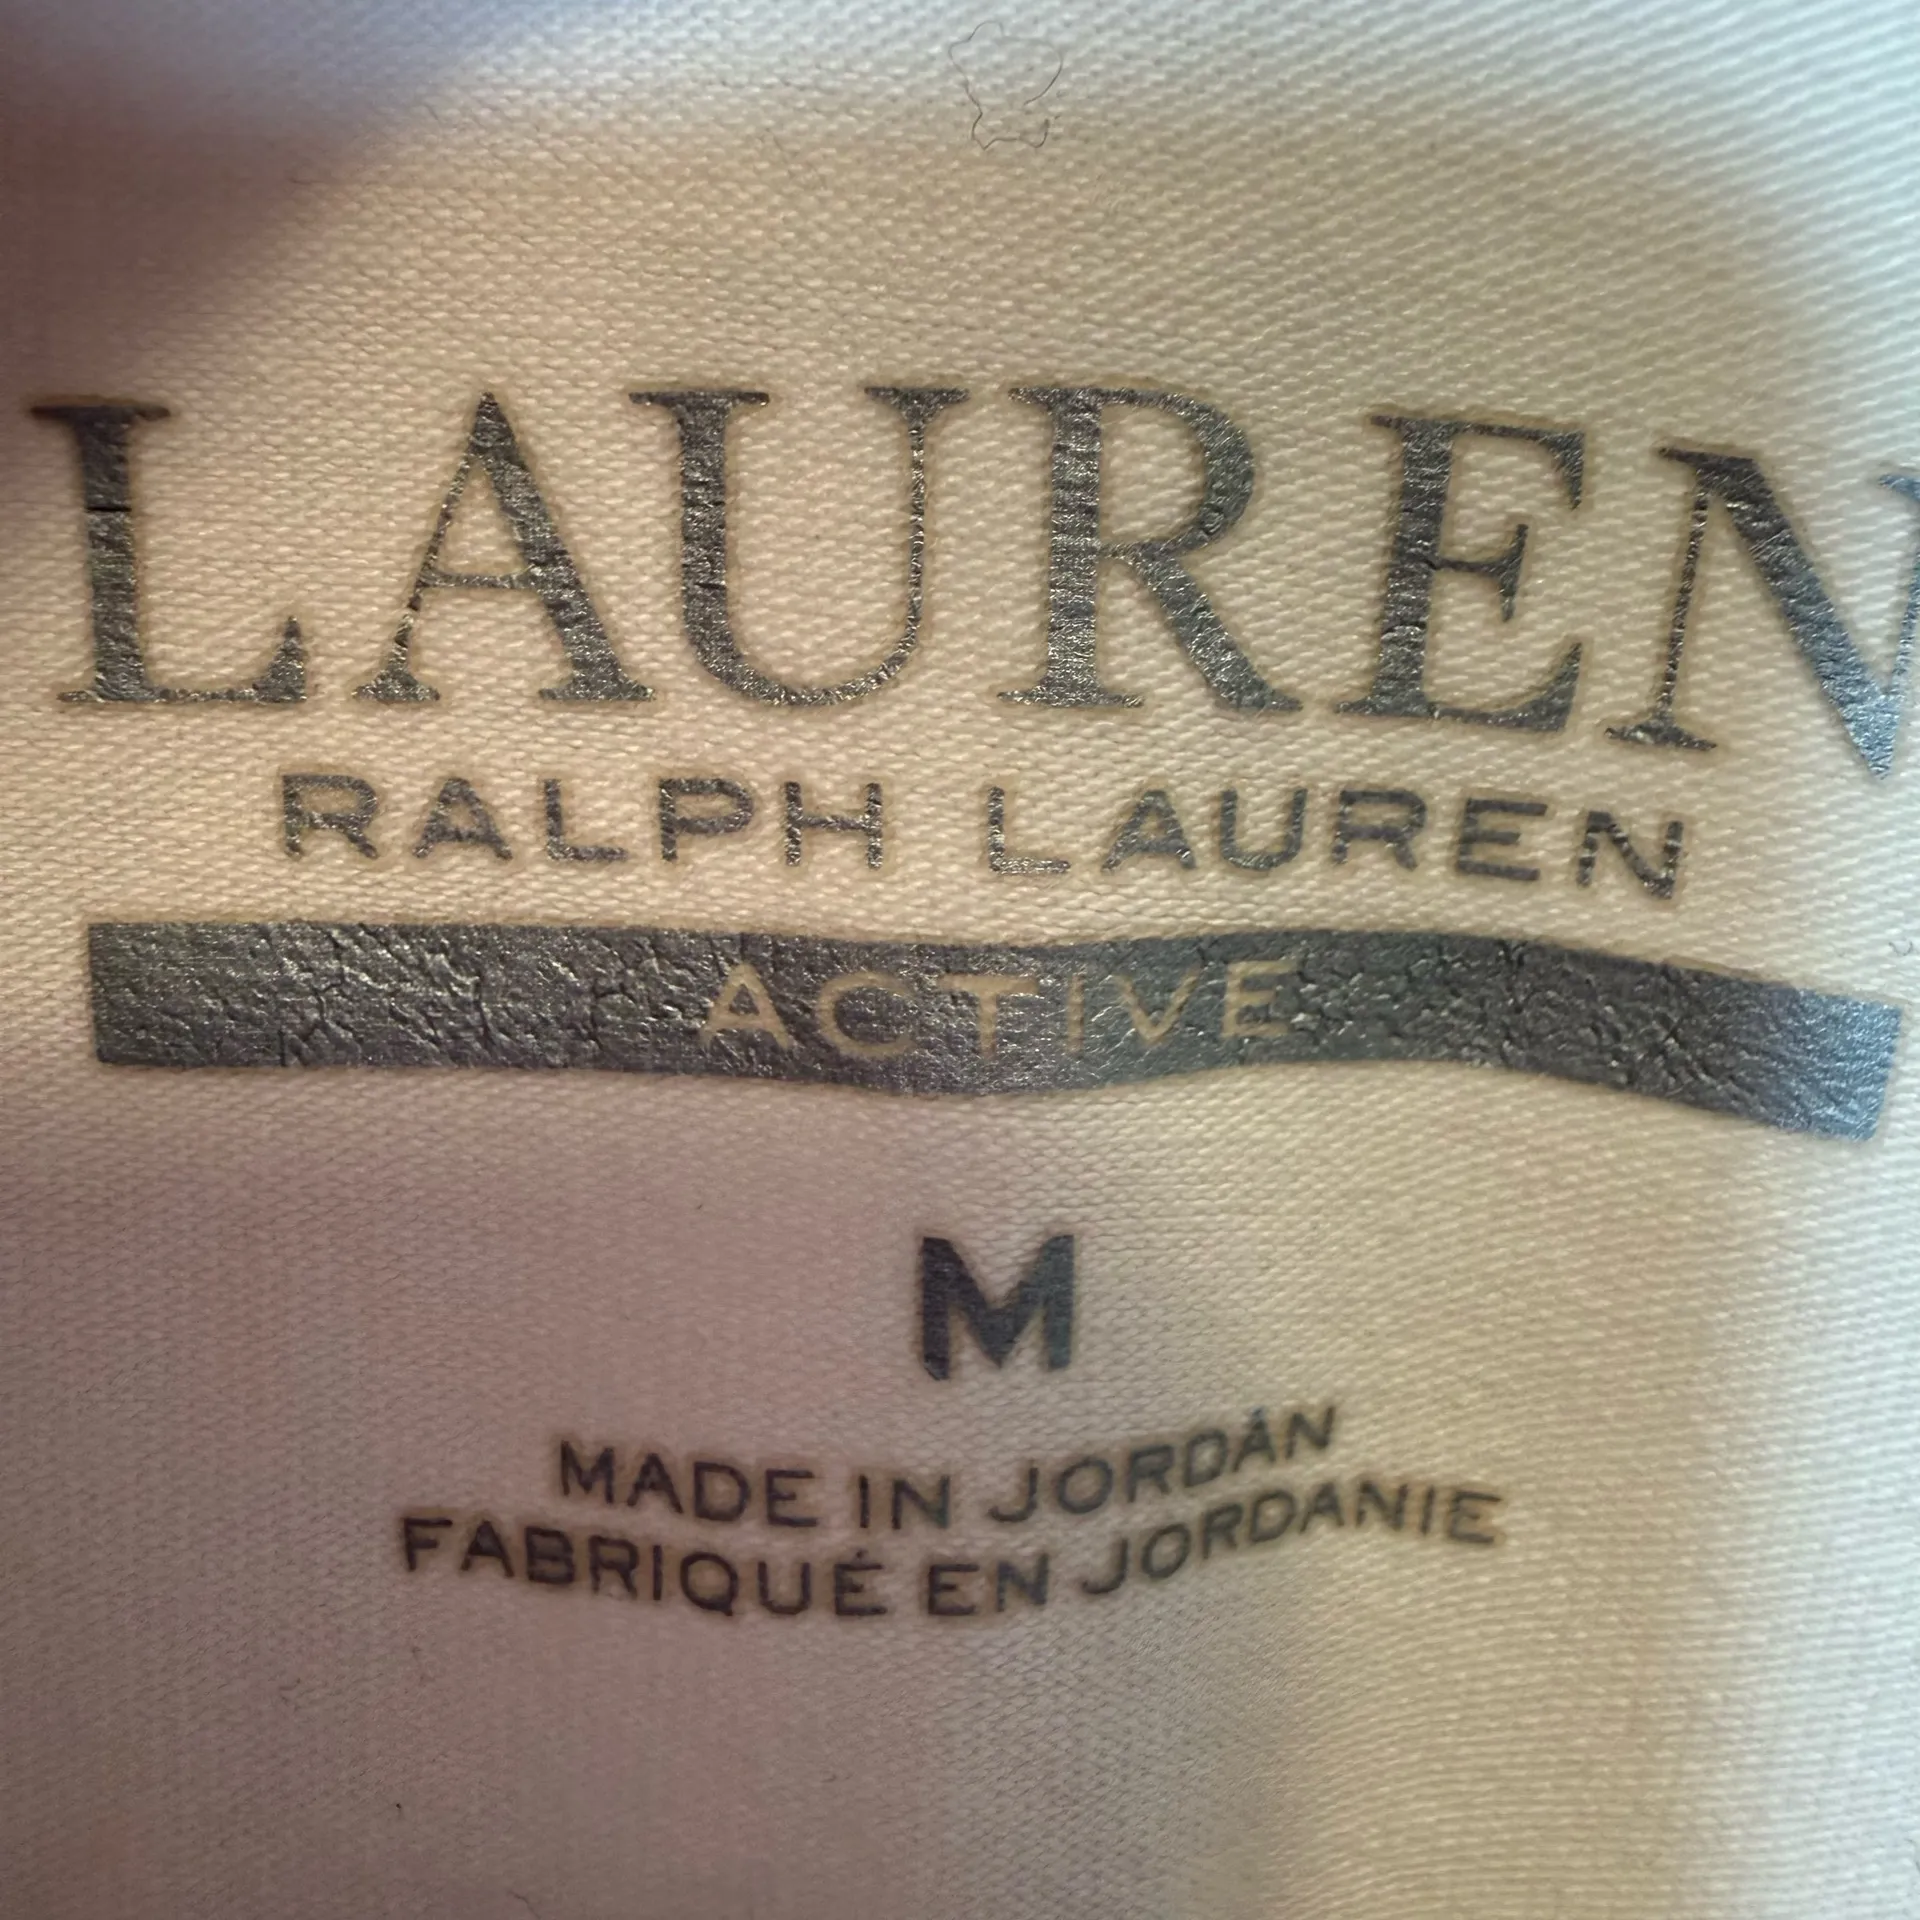 LAUREN
RALPH LAUREN
ACTIVE
M
MADE IN JORDAN
FABRIQUÉ EN JORDANIE